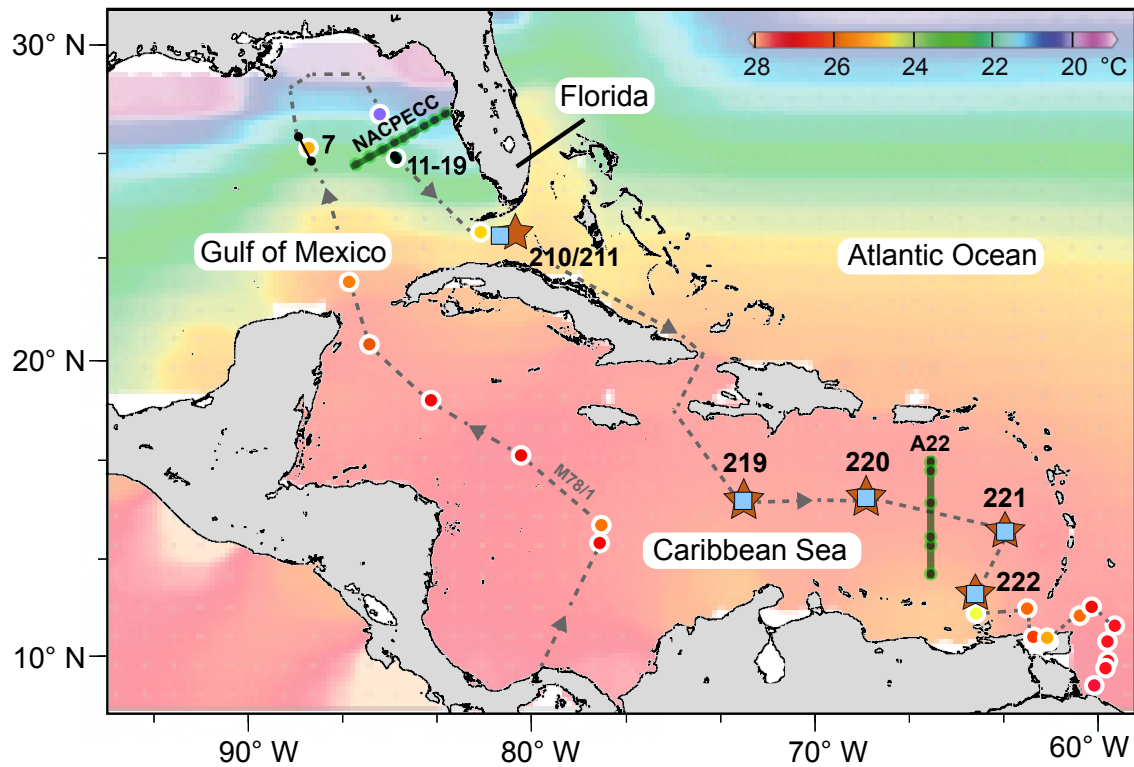 30° N
28 26 24 22 20 °C
Florida
NACPECC
7
11-19
Gulf of Mexico
210/211
Atlantic Ocean
20° N
A22
219
220
M78/1
221
Caribbean Sea
222
10° N
90° W 80° W 70° W 60° W